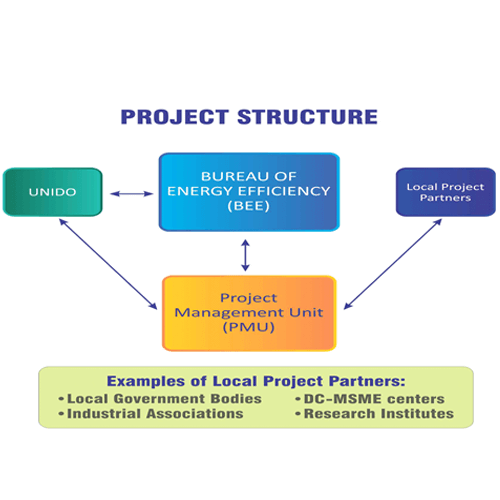 PROJECT STRUCTURE
UNIDO
BUREAU OF
ENERGY EFFICIENCY
(BEE)
Local Project
Partners
Project
Management Unit
(PMU)
Examples of Local Project Partners:
• Local Government Bodies
• DC-MSME centers
• Industrial Associations
• Research Institutes